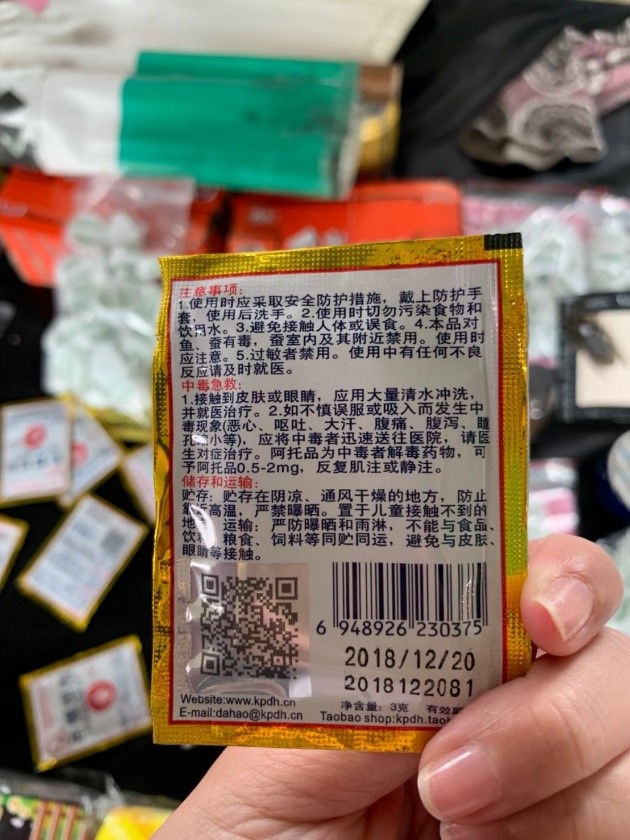 注意事项:
1.使用时应采取安全防护措施，戴上防护手
套，使用后洗手。2.使用时切勿污染食物和
饮用水。3.避免接触人体或误食。4.本品对
鱼、蚕有毒，蚕室内及其附近禁用。使用时
应注意。5.过敏者禁用。使用中有任何不良
反应请及时就医。
中毒急救:
1.接触到皮肤或眼睛，应用大量清水冲洗，
并就医治疗。2.如不慎误服或吸入而发生中
毒现象(恶心、呕吐、大汗、腹痛、腹泻、瞳
孔缩小等)，应将中毒者迅速送往医院，请医
生对症治疗。阿托品为中毒者解毒药物，可
予阿托品0.5-2mg，反复肌注或静注。
储存和运输:
贮存: 贮存在阴凉、通风干燥的地方，防止
高温，严禁曝晒。置于儿童接触不到的
地 运输: 严防曝晒和雨淋，不能与食品、
饮 粮食、饲料等同贮同运，避免与皮肤、
眼睛等接触。
6 948926 230375
2018/12/20
2018122081
Website:www.kpdh.cn
净含量: 3克 有效
E-mail:dahao@kpdh.cn
Taobao shop:kpdh.tao